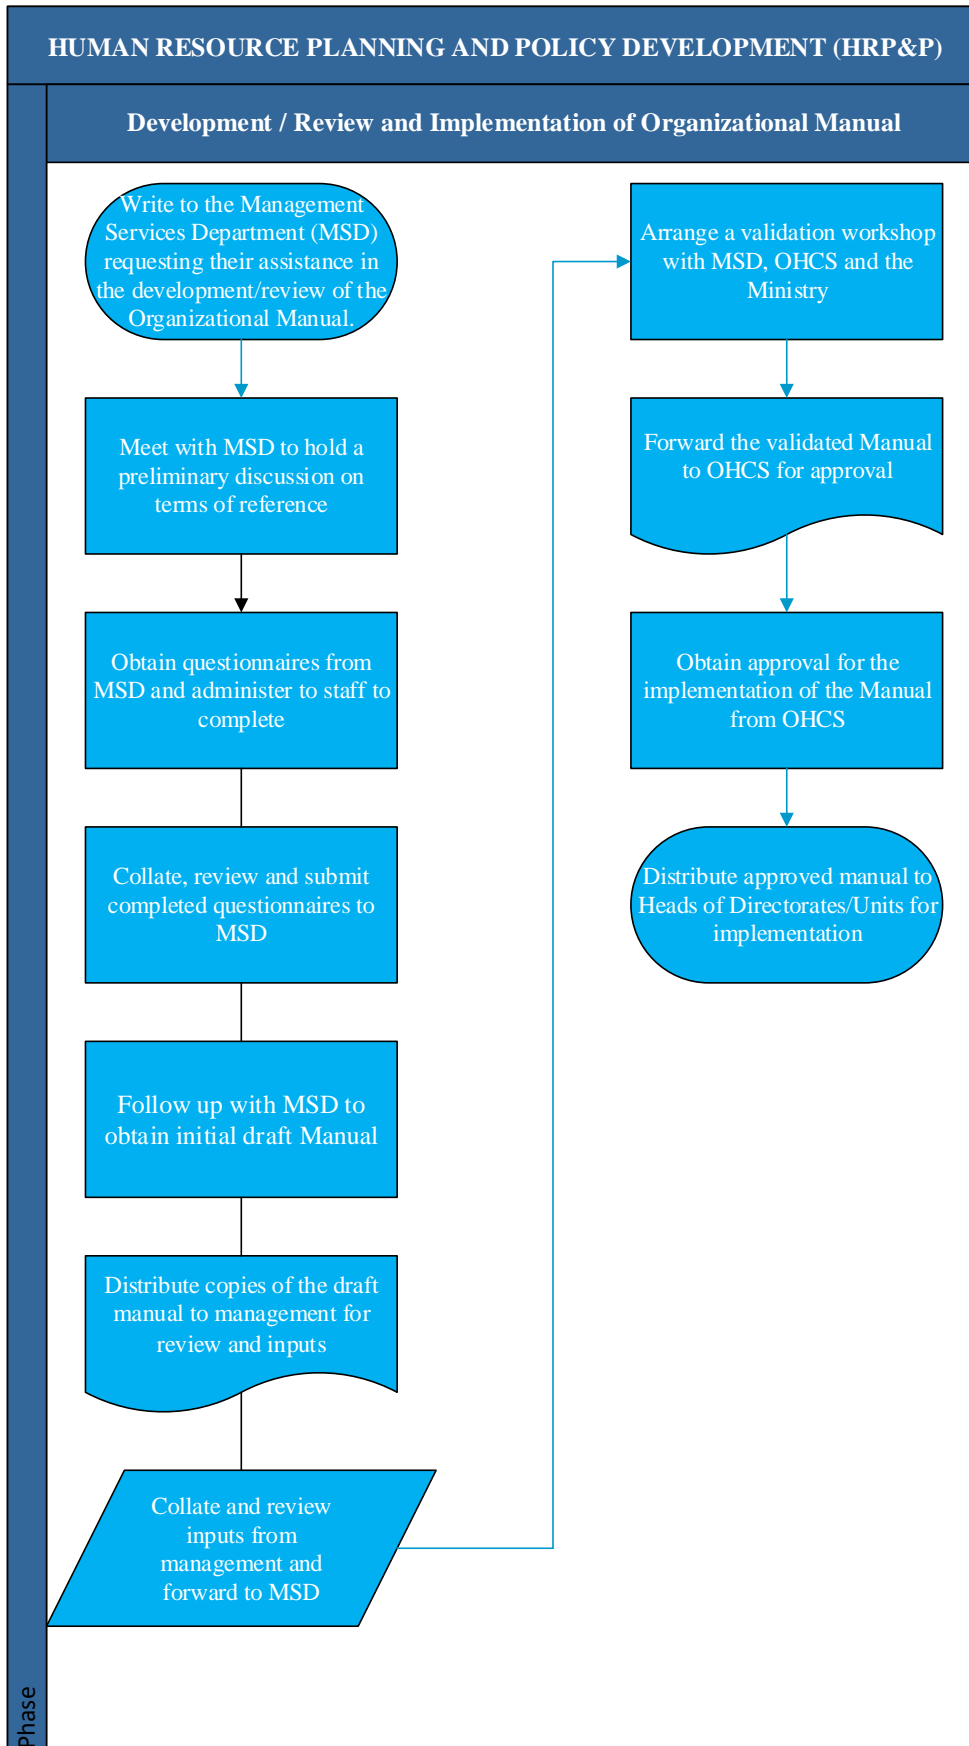 HUMAN RESOURCE PLANNING AND POLICY DEVELOPMENT (HRP&P)
Development / Review and Implementation of Organizational Manual
Write to the Management
Services Department (MSD)
requesting their assistance in
the development/review of the
Organizational Manual.
Meet with MSD to hold a
preliminary discussion on
terms of reference
Obtain questionnaires from
MSD and administer to staff to
complete
Collate, review and submit
completed questionnaires to
MSD
Follow up with MSD to
obtain initial draft Manual
Distribute copies of the draft
manual to management for
review and inputs
Collate and review
inputs from
management and
forward to MSD
Arrange a validation workshop
with MSD, OHCS and the
Ministry
Forward the validated Manual
to OHCS for approval
Obtain approval for the
implementation of the Manual
from OHCS
Distribute approved manual to
Heads of Directorates/Units for
implementation
Phase